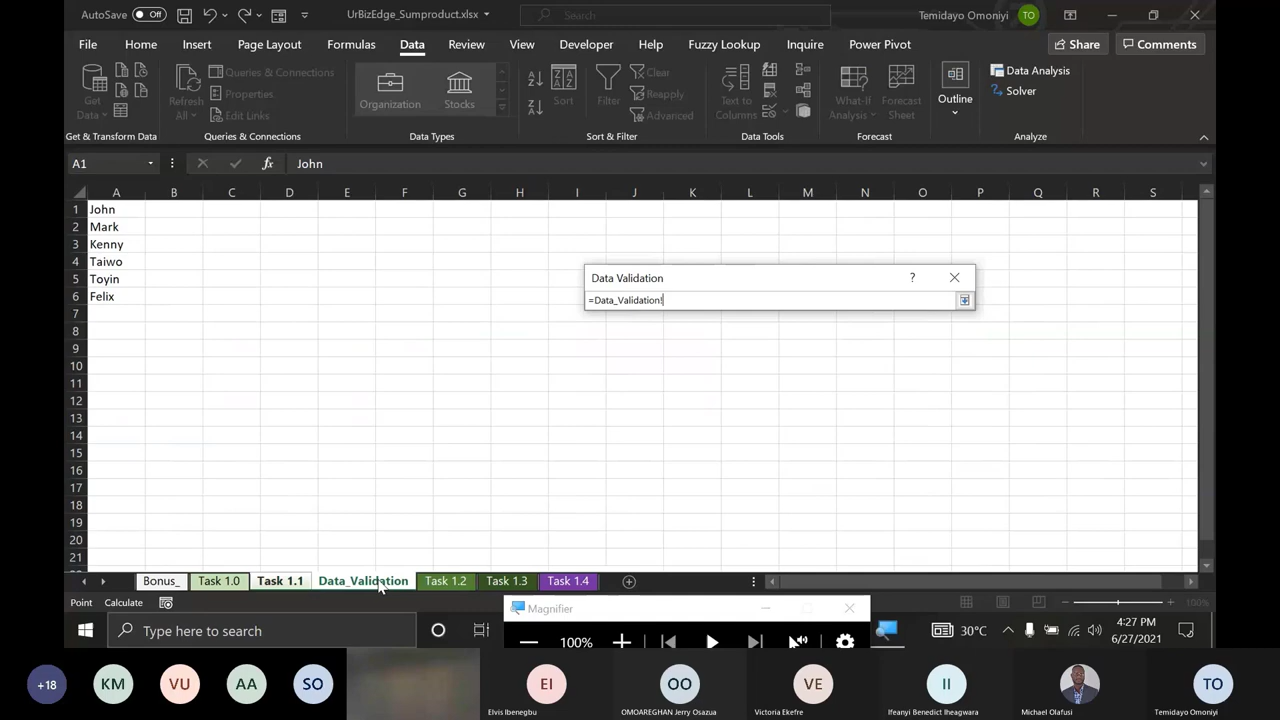 AutoSave Off UrBizEdge_Sumproduct.xlsx Search Temidayo Omoniyi TO
File Home Insert Page Layout Formulas Data Review View Developer Help Fuzzy Lookup Inquire Power Pivot Share Comments
Get Data
Refresh All
Queries & Connections
Properties
Edit Links
Organization Stocks
Sort
Filter
Clear
Reapply
Advanced
Text to Columns
What-If Analysis
Forecast Sheet
Outline
Data Analysis
Solver
Get & Transform Data Queries & Connections Data Types Sort & Filter Data Tools Forecast Analyze
A1 fx John
A B C D E F G H I J K L M N O P Q R S
1 John
2 Mark
3 Kenny
4 Taiwo
5 Toyin
6 Felix
7
8
9
10
11
12
13
14
15
16
17
18
19
20
21
Data Validation ?
=Data_Validation!
Bonus_ Task 1.0 Task 1.1 Data_Validation Task 1.2 Task 1.3 Task 1.4
Point Calculate 100%
Magnifier
100%
Type here to search
30°C
4:27 PM
6/27/2021
+18 KM VU AA SO EI OO VE II TO
Elvis Ibenegbu OMOAREGHAN Jerry Osazua Victoria Ekefre Ifeanyi Benedict Iheagwara Michael Olafusi Temidayo Omoniyi